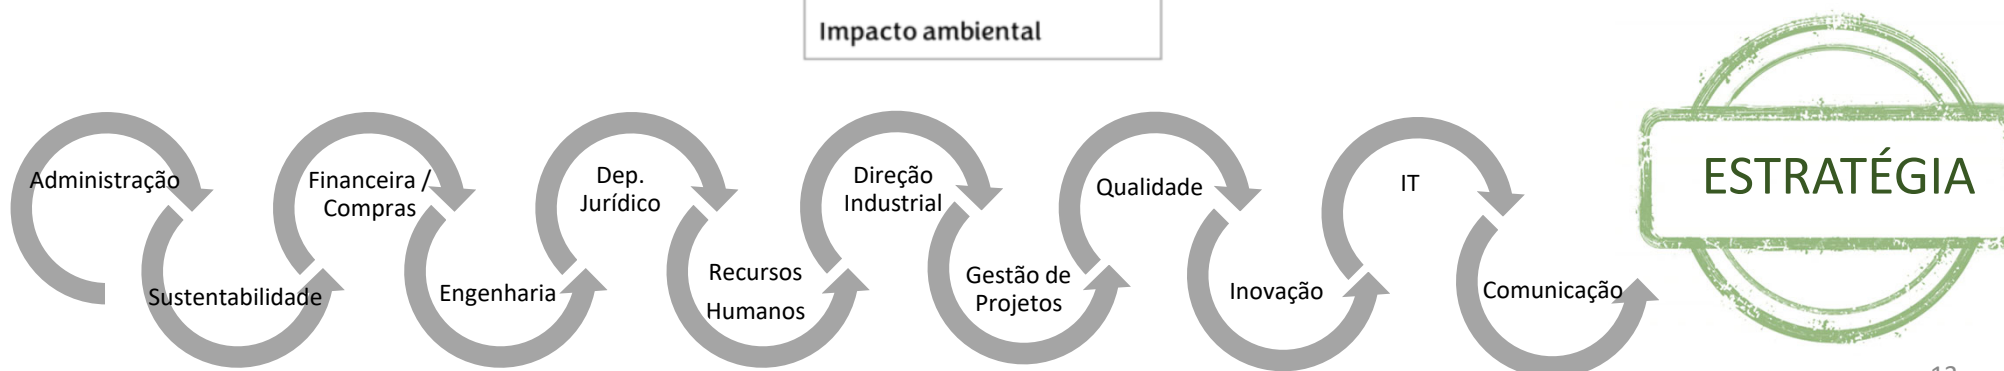 Impacto ambiental
Administração
Sustentabilidade
Financeira /
Compras
Engenharia
Dep.
Jurídico
Recursos
Humanos
Direção
Industrial
Gestão de
Projetos
Qualidade
Inovação
IT
Comunicação
ESTRATÉGIA